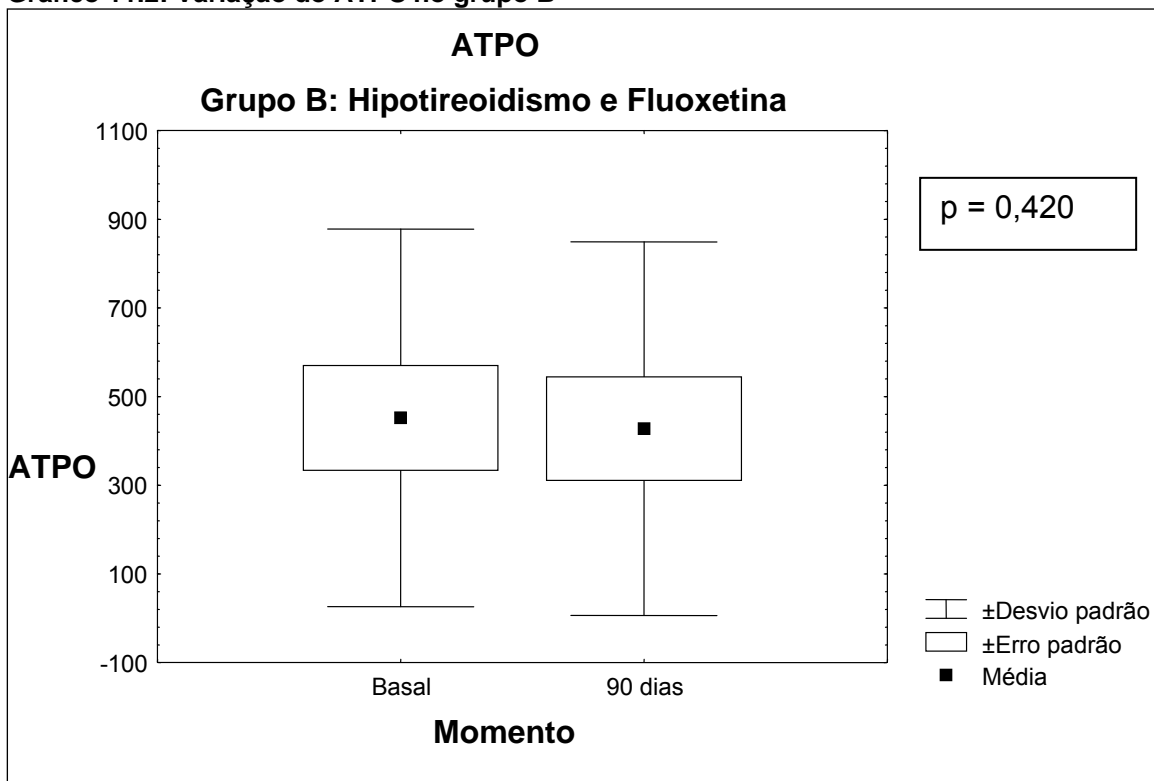 ATPO
Grupo B: Hipotireoidismo e Fluoxetina
1100
900
700
500
300
100
-100
ATPO
p = 0,420
±Desvio padrão
±Erro padrão
Média
Basal 90 dias
Momento